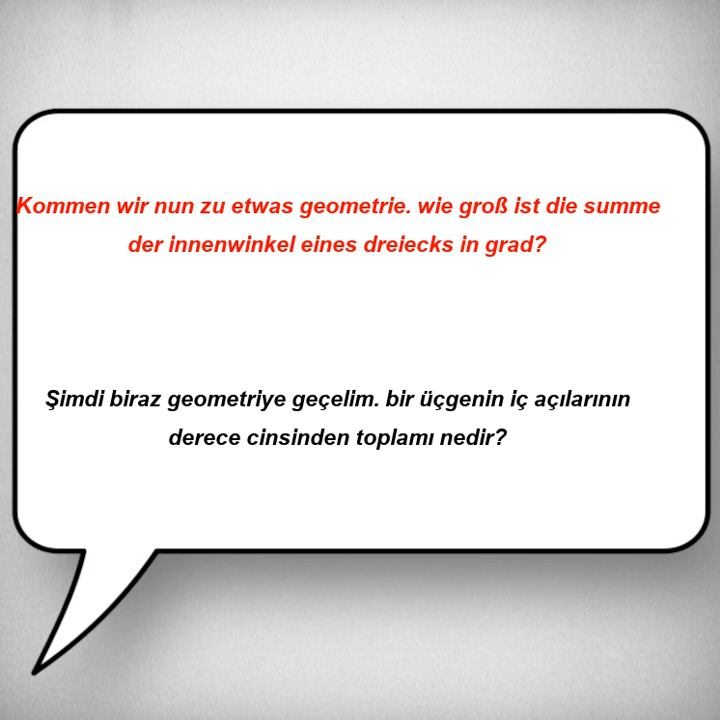 Kommen wir nun zu etwas geometrie. wie groß ist die summe
der innenwinkel eines dreiecks in grad?
Şimdi biraz geometriye geçelim. bir üçgenin iç açılarının
derece cinsinden toplamı nedir?